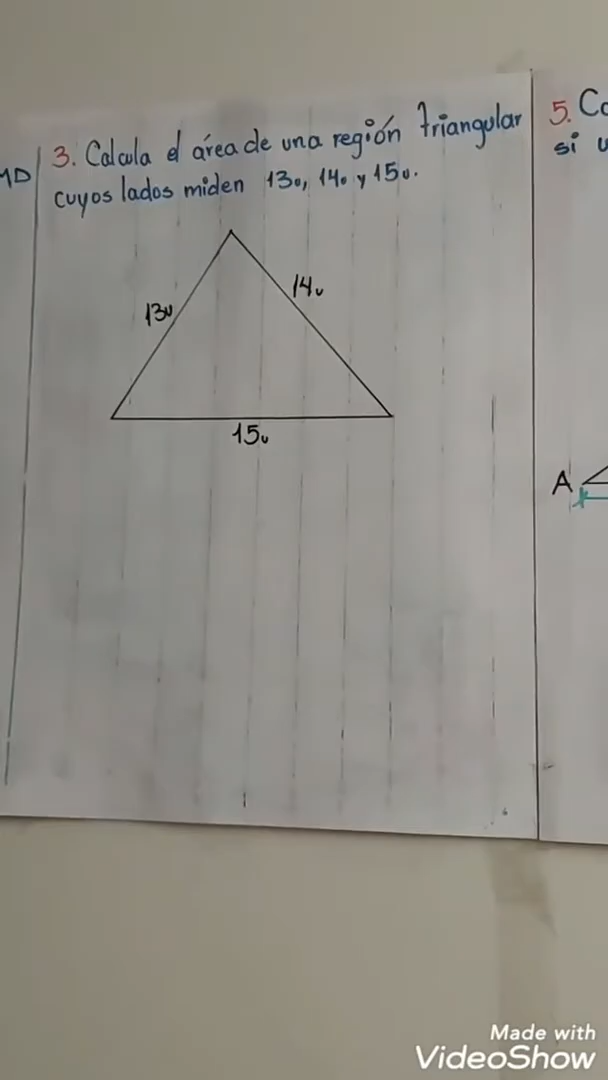 3. Calcula el área de una región triangular
cuyos lados miden 13u, 14u y 15u.
13u
14u
15u
5.
si
A
Made with
VideoShow